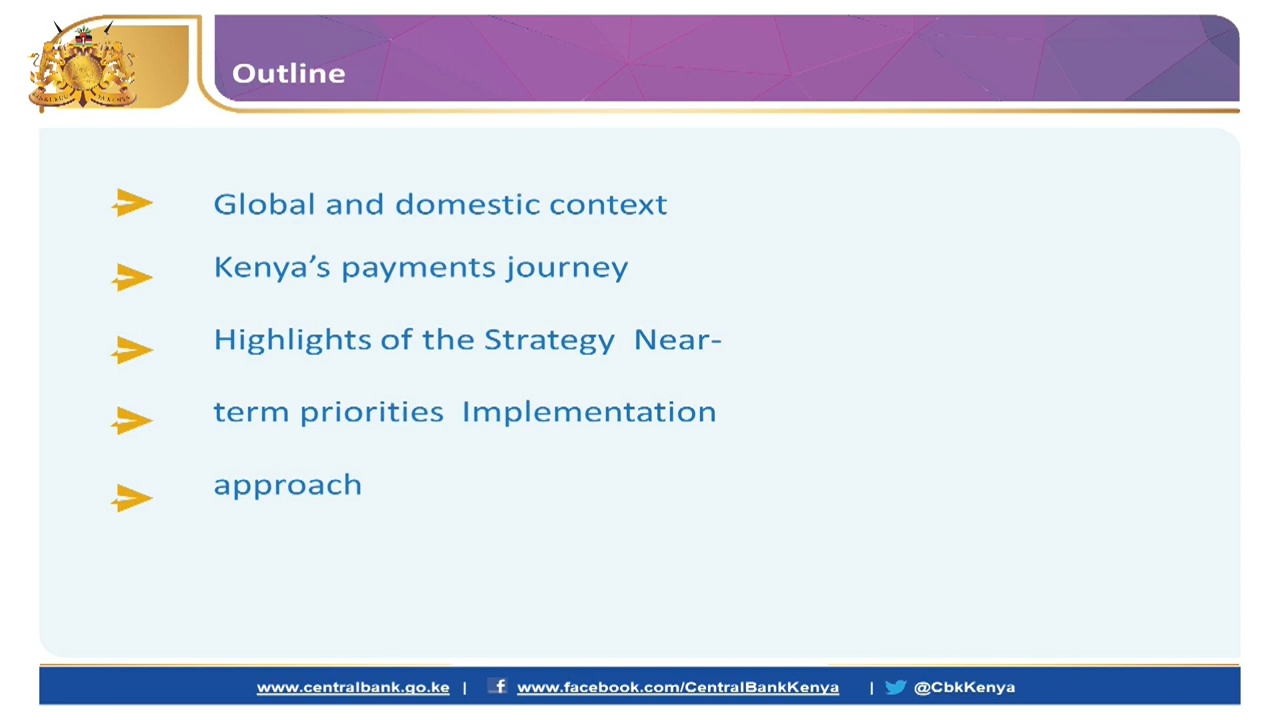 Outline
Global and domestic context
Kenya’s payments journey
Highlights of the Strategy Near-
term priorities Implementation
approach
www.centralbank.go.ke | f www.facebook.com/CentralBankKenya | @CbkKenya